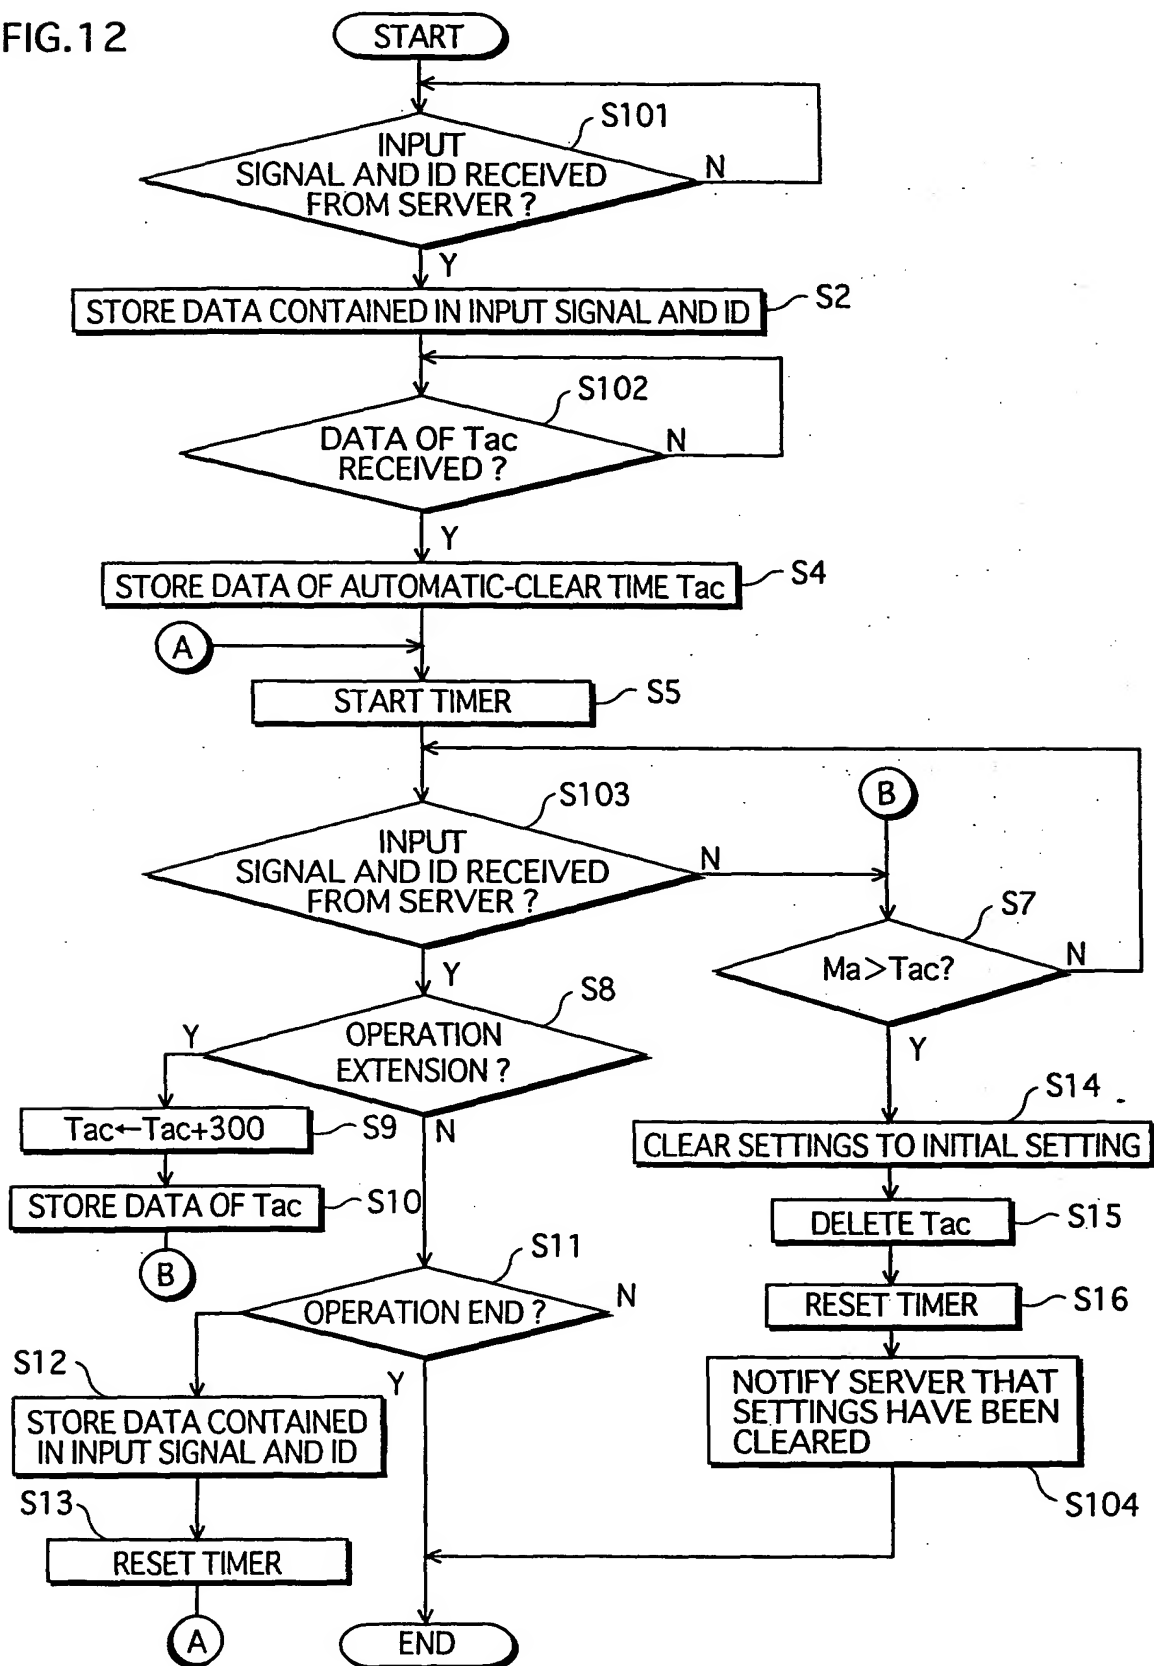 FIG.12
START
S101
INPUT
SIGNAL AND ID RECEIVED
FROM SERVER ?
N
Y
STORE DATA CONTAINED IN INPUT SIGNAL AND ID
S2
S102
DATA OF Tac
RECEIVED ?
N
Y
STORE DATA OF AUTOMATIC-CLEAR TIME Tac
S4
A
START TIMER
S5
S103
INPUT
SIGNAL AND ID RECEIVED
FROM SERVER ?
N
B
S7
Ma>Tac?
N
Y
Y
S8
OPERATION
EXTENSION ?
Y
N
Tac←Tac+300
S9
STORE DATA OF Tac
S10
B
S14
CLEAR SETTINGS TO INITIAL SETTING
DELETE Tac
S15
RESET TIMER
S16
NOTIFY SERVER THAT
SETTINGS HAVE BEEN
CLEARED
S104
S11
OPERATION END ?
N
Y
S12
STORE DATA CONTAINED
IN INPUT SIGNAL AND ID
S13
RESET TIMER
A
END